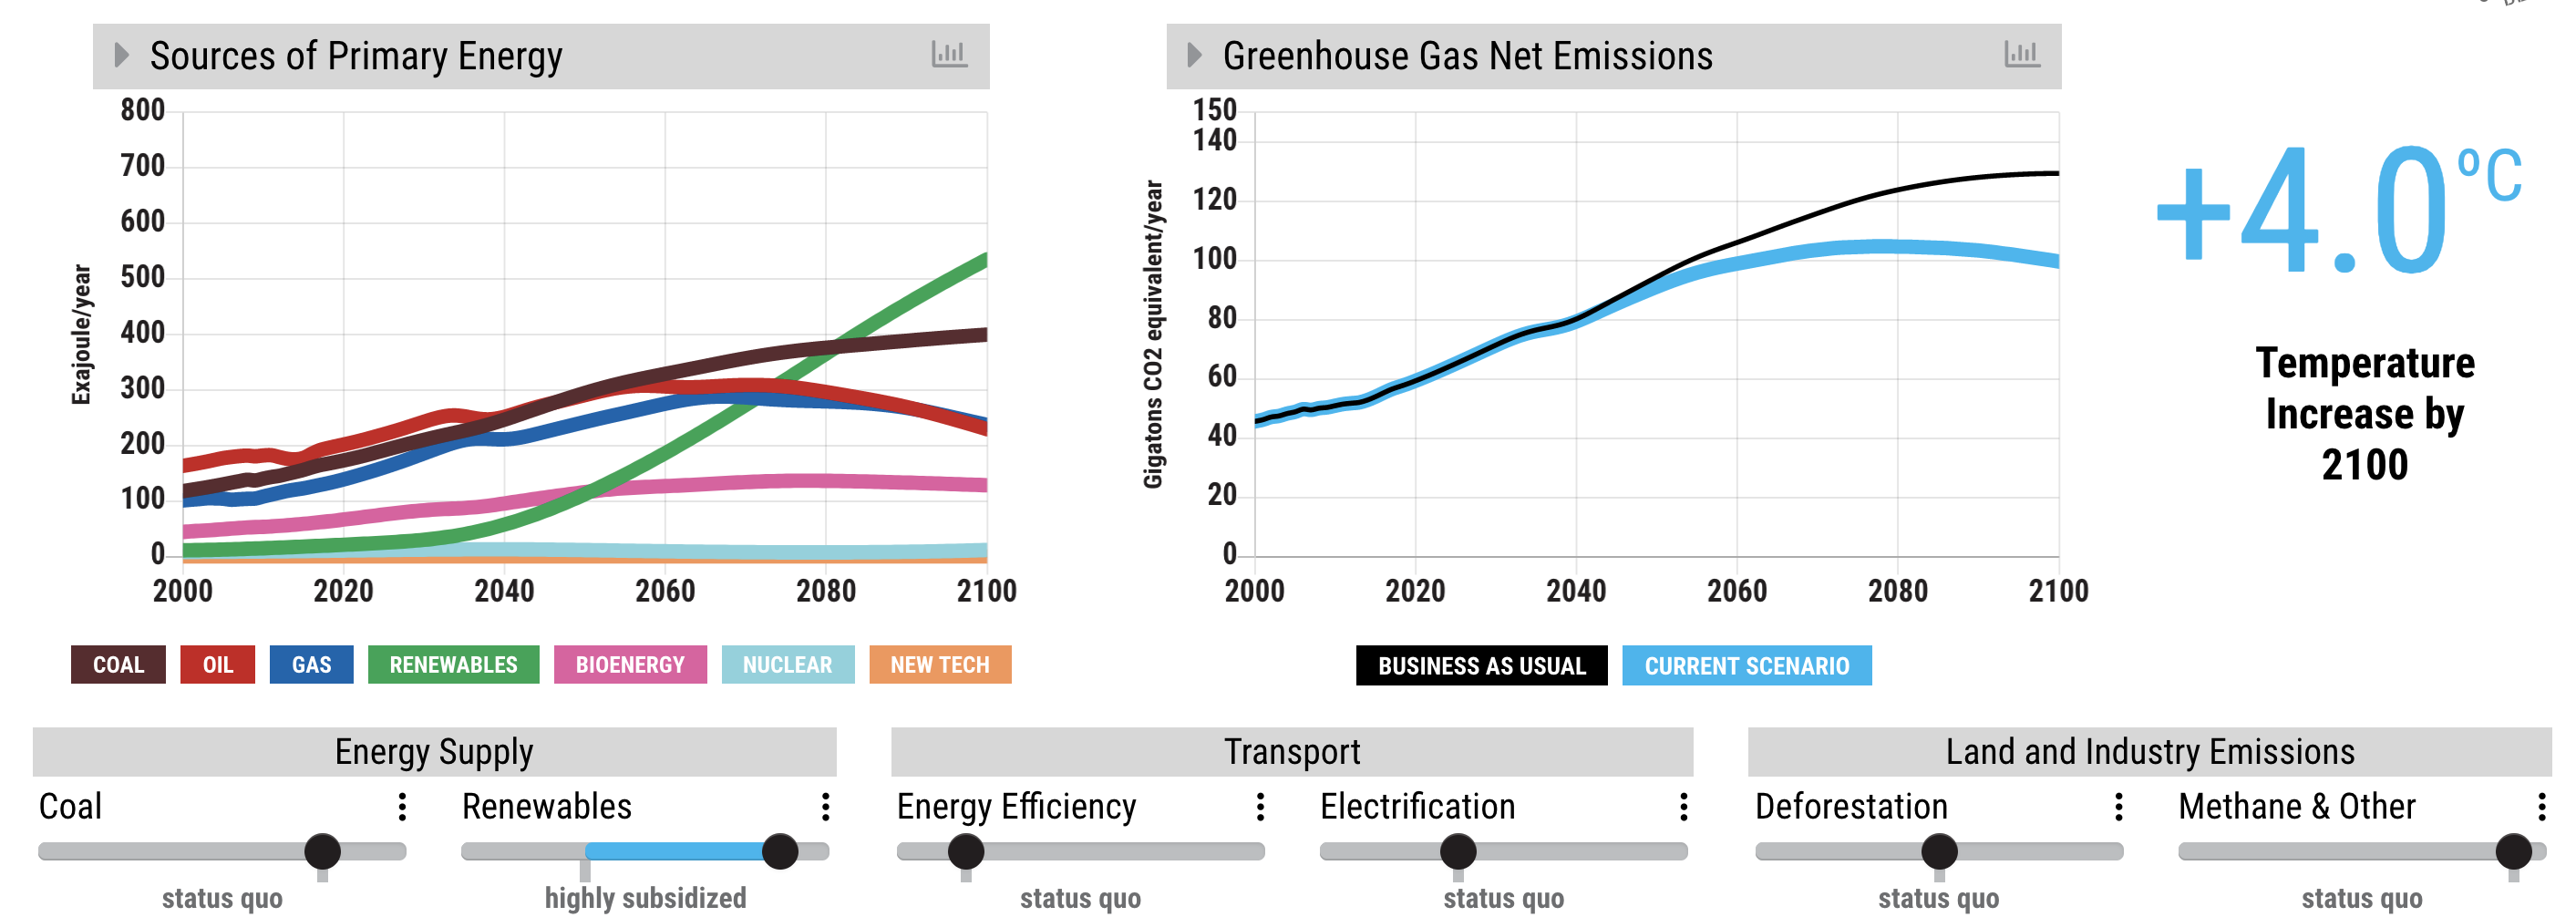 Sources of Primary Energy
800
700
600
500
400
300
200
100
0
Exajoule/year
2000 2020 2040 2060 2080 2100
COAL OIL GAS RENEWABLES BIOENERGY NUCLEAR NEW TECH
Greenhouse Gas Net Emissions
150
140
120
100
80
60
40
20
0
Gigatons CO2 equivalent/year
2000 2020 2040 2060 2080 2100
BUSINESS AS USUAL CURRENT SCENARIO
+4.0°C
Temperature
Increase by
2100
Energy Supply
Coal
status quo
Renewables
highly subsidized
Transport
Energy Efficiency
status quo
Electrification
status quo
Land and Industry Emissions
Deforestation
status quo
Methane & Other
status quo